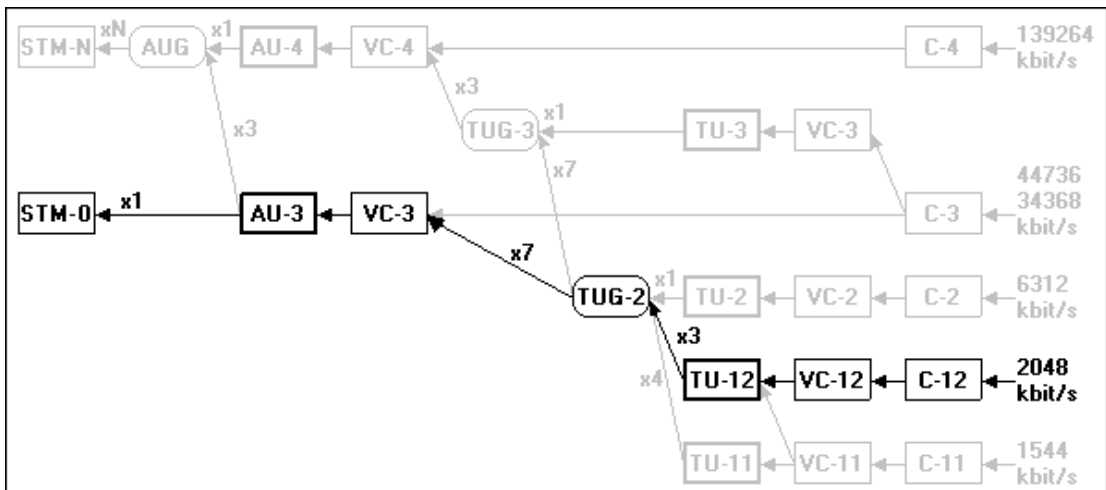 STM-N xN AUG x1 AU-4 VC-4 C-4 139264
kbit/s
x3
TUG-3 x1 TU-3 VC-3
x3
x7
44736
STM-0 x1 AU-3 VC-3 C-3 34368
kbit/s
x7
TUG-2 x1 TU-2 VC-2 C-2 6312
kbit/s
x3
x4
TU-12 VC-12 C-12 2048
kbit/s
TU-11 VC-11 C-11 1544
kbit/s